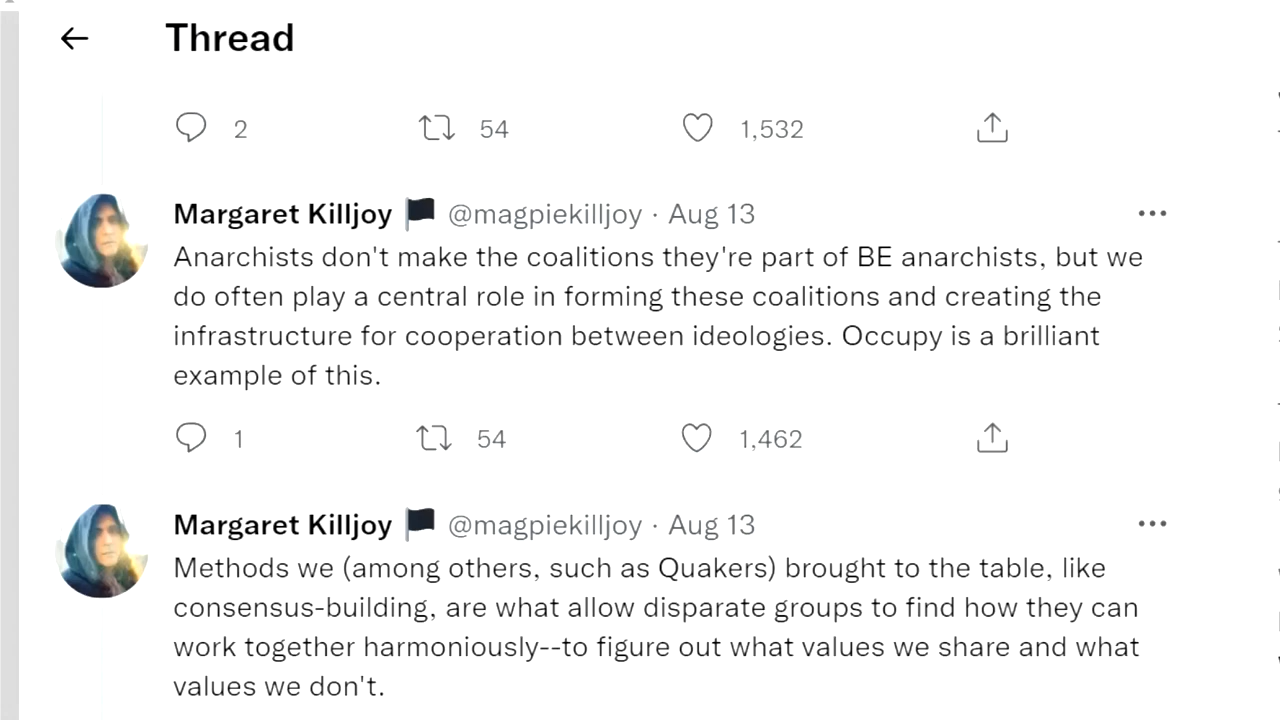 Thread
2 54 1,532
Margaret Killjoy 🏴 @magpiekilljoy · Aug 13
Anarchists don't make the coalitions they're part of BE anarchists, but we
do often play a central role in forming these coalitions and creating the
infrastructure for cooperation between ideologies. Occupy is a brilliant
example of this.
1 54 1,462
Margaret Killjoy 🏴 @magpiekilljoy · Aug 13
Methods we (among others, such as Quakers) brought to the table, like
consensus-building, are what allow disparate groups to find how they can
work together harmoniously--to figure out what values we share and what
values we don't.